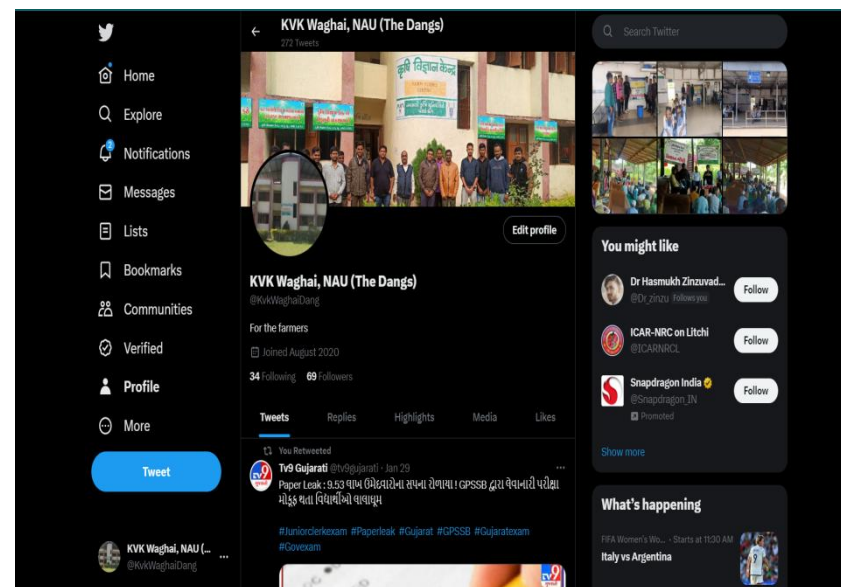 Home
Explore
2
Notifications
Messages
Lists
Bookmarks
Communities
Verified
Profile
More
Tweet
KVK Waghai, NAU (...
@KvkWaghaiDang
KVK Waghai, NAU (The Dangs)
272 Tweets
कृषि विज्ञान केन्द्र
Edit profile
KVK Waghai, NAU (The Dangs)
@KvkWaghaiDang
For the farmers
Joined August 2020
34 Following 69 Followers
Tweets Replies Highlights Media Likes
You Retweeted
Tv9 Gujarati @tv9gujarati · Jan 29
Paper Leak : 9.53 લાખ ઉમેદવારોના સપના રોળાયા ! GPSSB દ્વારા લેવાનારી પરીક્ષા
મોકૂફ થતા વિદ્યાર્થીઓ લાલઘૂમ
#Juniorclerkexam #Paperleak #Gujarat #GPSSB #Gujaratexam
#Govexam
Search Twitter
You might like
Dr Hasmukh Zinzuvad...
@Dr_zinzu Follows you
Follow
ICAR-NRC on Litchi
@ICARNRCL
Follow
Snapdragon India
@Snapdragon_IN
Promoted
Follow
Show more
What's happening
FIFA Women's Wo... · Starts at 11:30 AM
Italy vs Argentina